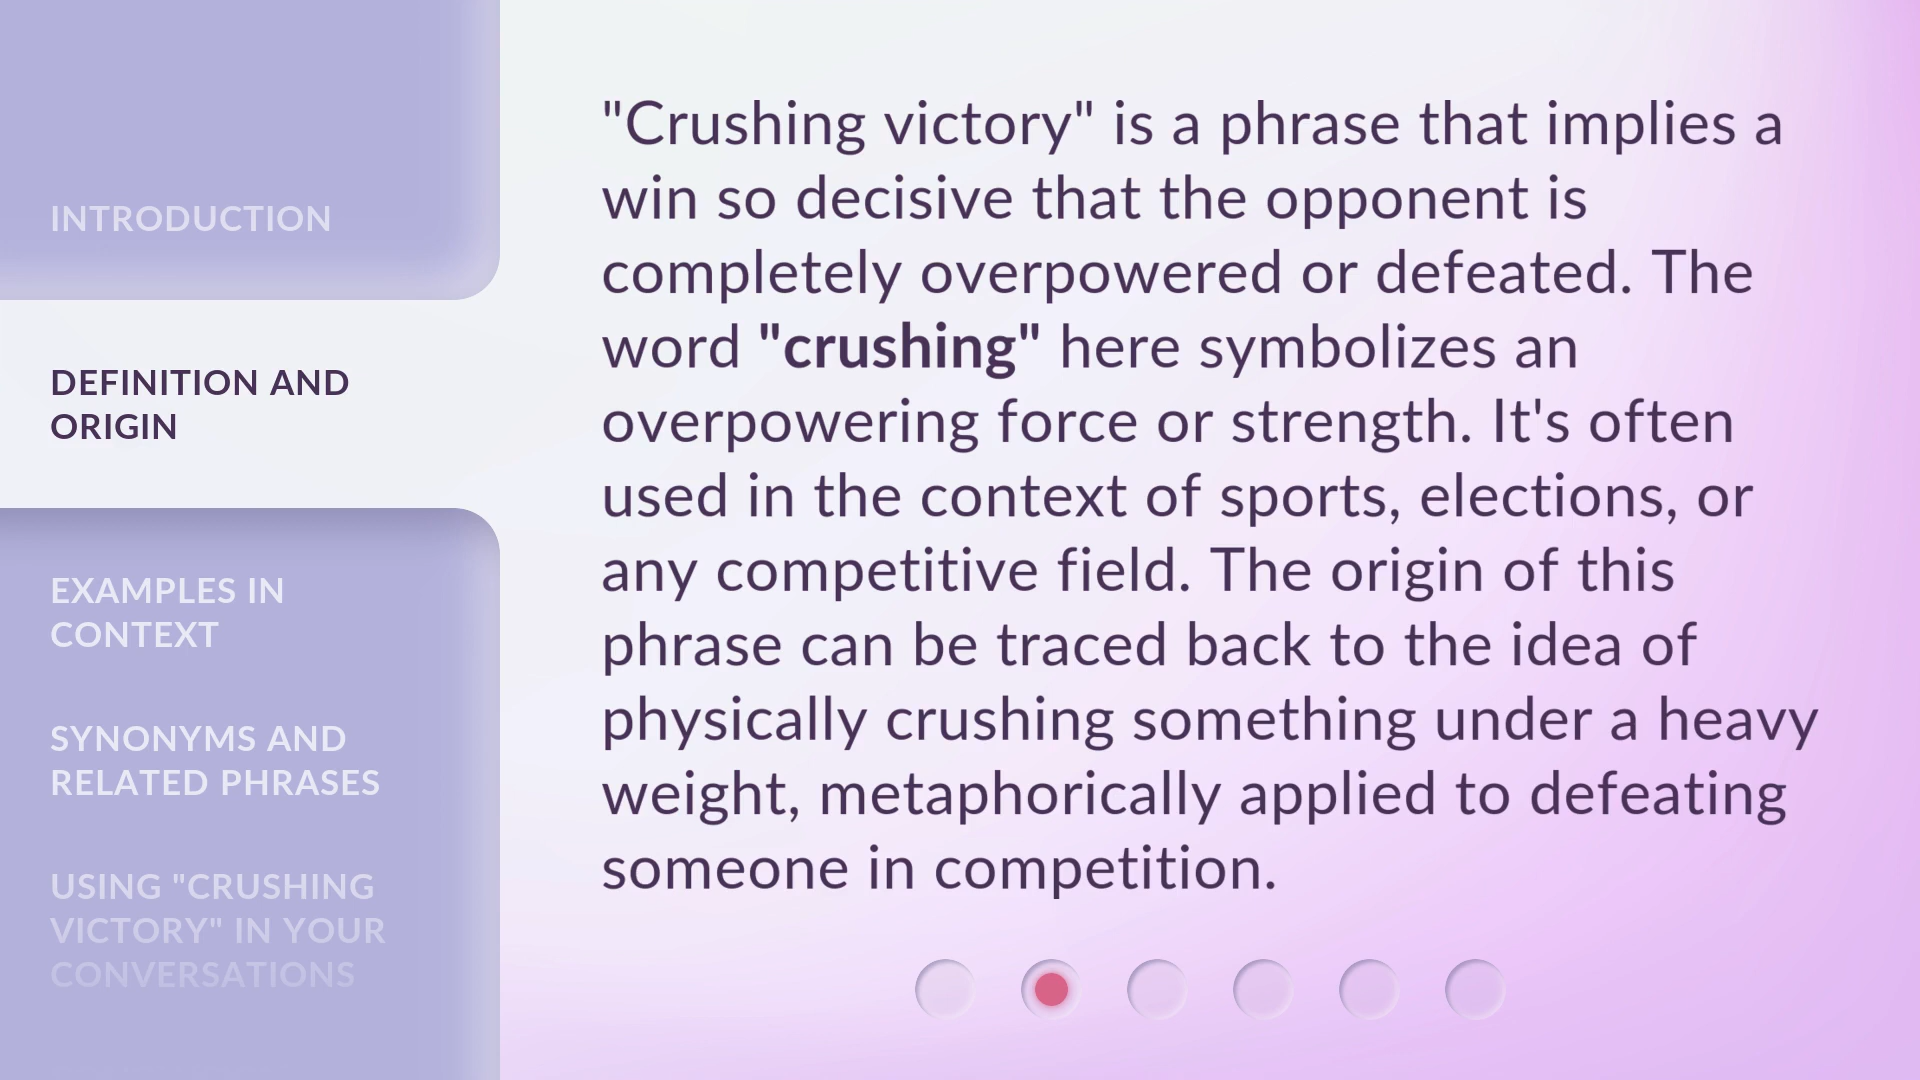 INTRODUCTION
DEFINITION AND
ORIGIN
EXAMPLES IN
CONTEXT
SYNONYMS AND
RELATED PHRASES
USING "CRUSHING
VICTORY" IN YOUR
CONVERSATIONS
"Crushing victory" is a phrase that implies a
win so decisive that the opponent is
completely overpowered or defeated. The
word "crushing" here symbolizes an
overpowering force or strength. It's often
used in the context of sports, elections, or
any competitive field. The origin of this
phrase can be traced back to the idea of
physically crushing something under a heavy
weight, metaphorically applied to defeating
someone in competition.